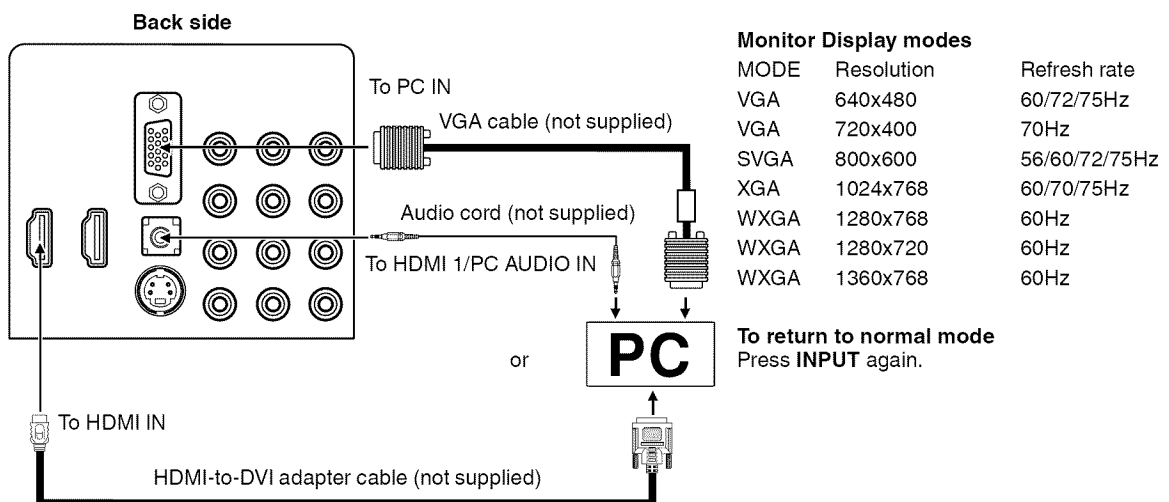 Back side
To PC IN
VGA cable (not supplied)
Audio cord (not supplied)
To HDMI 1/PC AUDIO IN
or
PC
To HDMI IN
HDMI-to-DVI adapter cable (not supplied)
Monitor Display modes
MODE Resolution Refresh rate
VGA 640x480 60/72/75Hz
VGA 720x400 70Hz
SVGA 800x600 56/60/72/75Hz
XGA 1024x768 60/70/75Hz
WXGA 1280x768 60Hz
WXGA 1280x720 60Hz
WXGA 1360x768 60Hz
To return to normal mode
Press INPUT again.